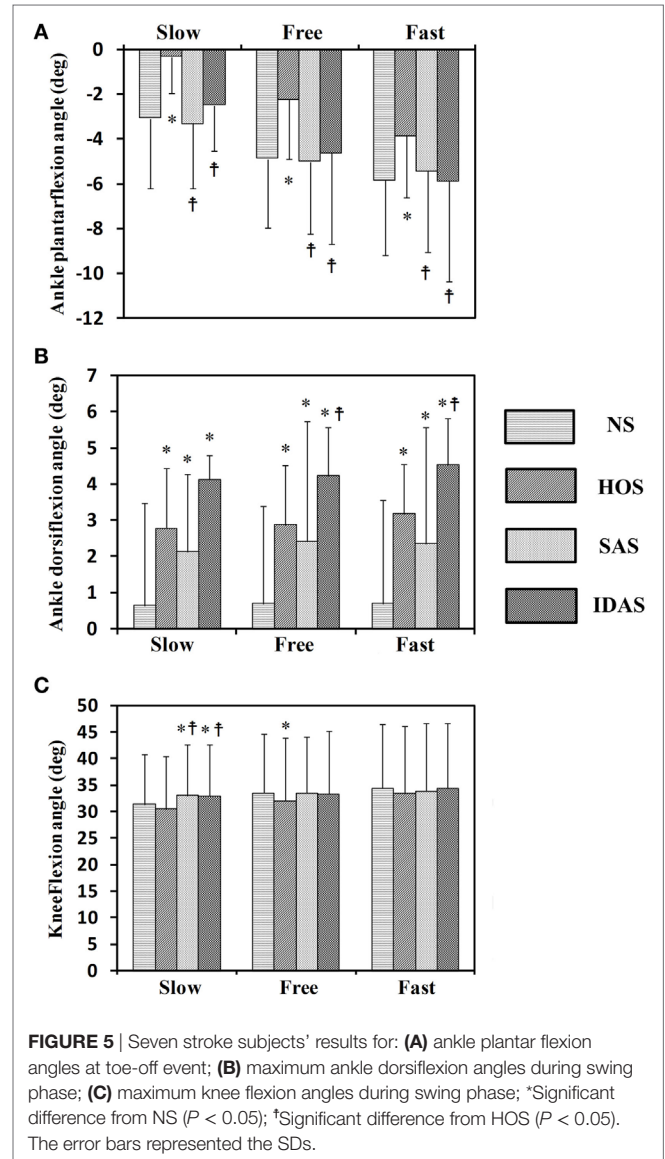 A
Slow Free Fast
Ankle plantarflexion angle (deg)
0
-2
-4
-6
-8
-10
-12
* † †
* † †
* † †
B
Ankle dorsiflexion angle (deg)
7
6
5
4
3
2
1
0
* * *
* * *†
* * *†
Slow Free Fast
NS
HOS
SAS
IDAS
C
KneeFlexion angle (deg)
50
45
40
35
30
25
20
15
10
5
0
*† *†
*
Slow Free Fast
FIGURE 5 | Seven stroke subjects’ results for: (A) ankle plantar flexion
angles at toe-off event; (B) maximum ankle dorsiflexion angles during swing
phase; (C) maximum knee flexion angles during swing phase; *Significant
difference from NS (P < 0.05); †Significant difference from HOS (P < 0.05).
The error bars represented the SDs.